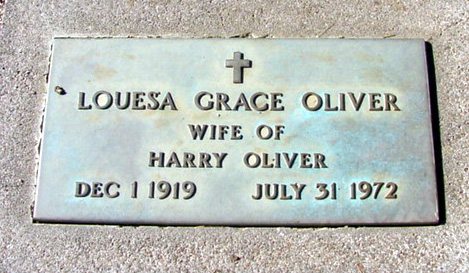 LOUESA GRACE OLIVER
WIFE OF
HARRY OLIVER
DEC 1 1919 JULY 31 1972